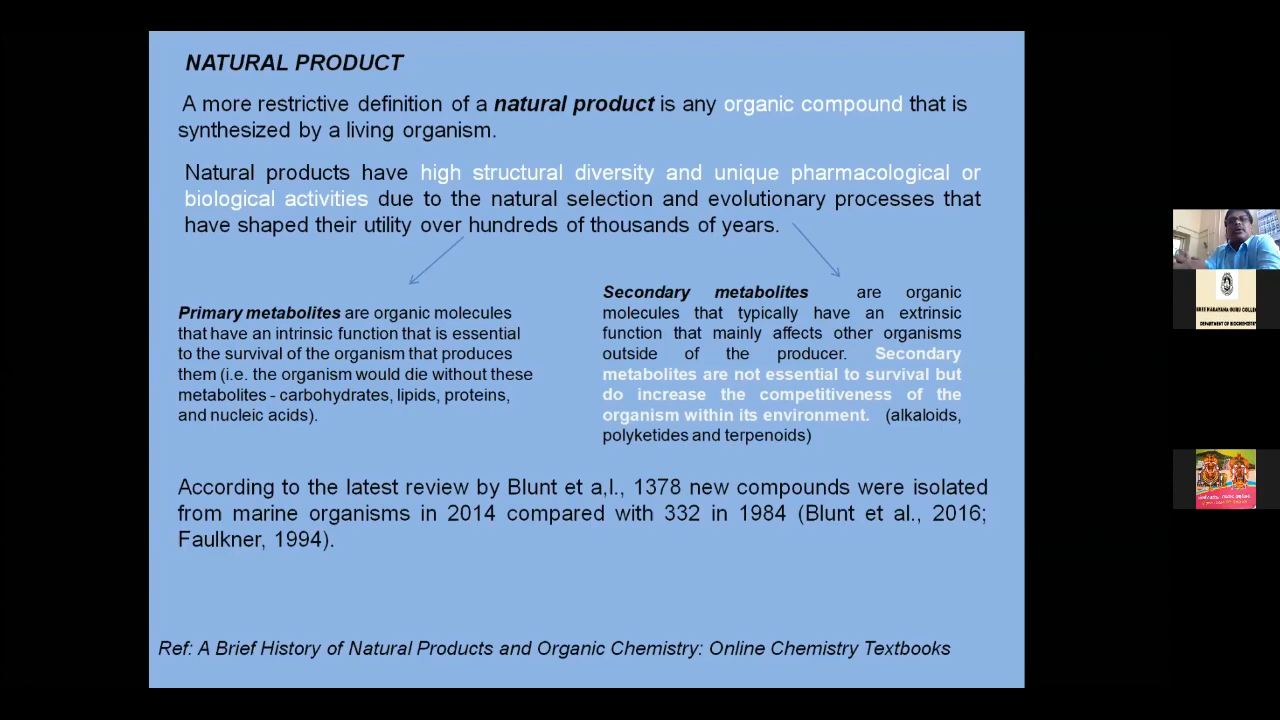 NATURAL PRODUCT
A more restrictive definition of a natural product is any organic compound that is
synthesized by a living organism.
Natural products have high structural diversity and unique pharmacological or
biological activities due to the natural selection and evolutionary processes that
have shaped their utility over hundreds of thousands of years.
Primary metabolites are organic molecules
that have an intrinsic function that is essential
to the survival of the organism that produces
them (i.e. the organism would die without these
metabolites - carbohydrates, lipids, proteins,
and nucleic acids).
Secondary metabolites are organic
molecules that typically have an extrinsic
function that mainly affects other organisms
outside of the producer. Secondary
metabolites are not essential to survival but
do increase the competitiveness of the
organism within its environment. (alkaloids,
polyketides and terpenoids)
According to the latest review by Blunt et a,l., 1378 new compounds were isolated
from marine organisms in 2014 compared with 332 in 1984 (Blunt et al., 2016;
Faulkner, 1994).
Ref: A Brief History of Natural Products and Organic Chemistry: Online Chemistry Textbooks
SREE NARAYANA GURU COLLE
DEPARTMENT OF BIOCHEMISTRY